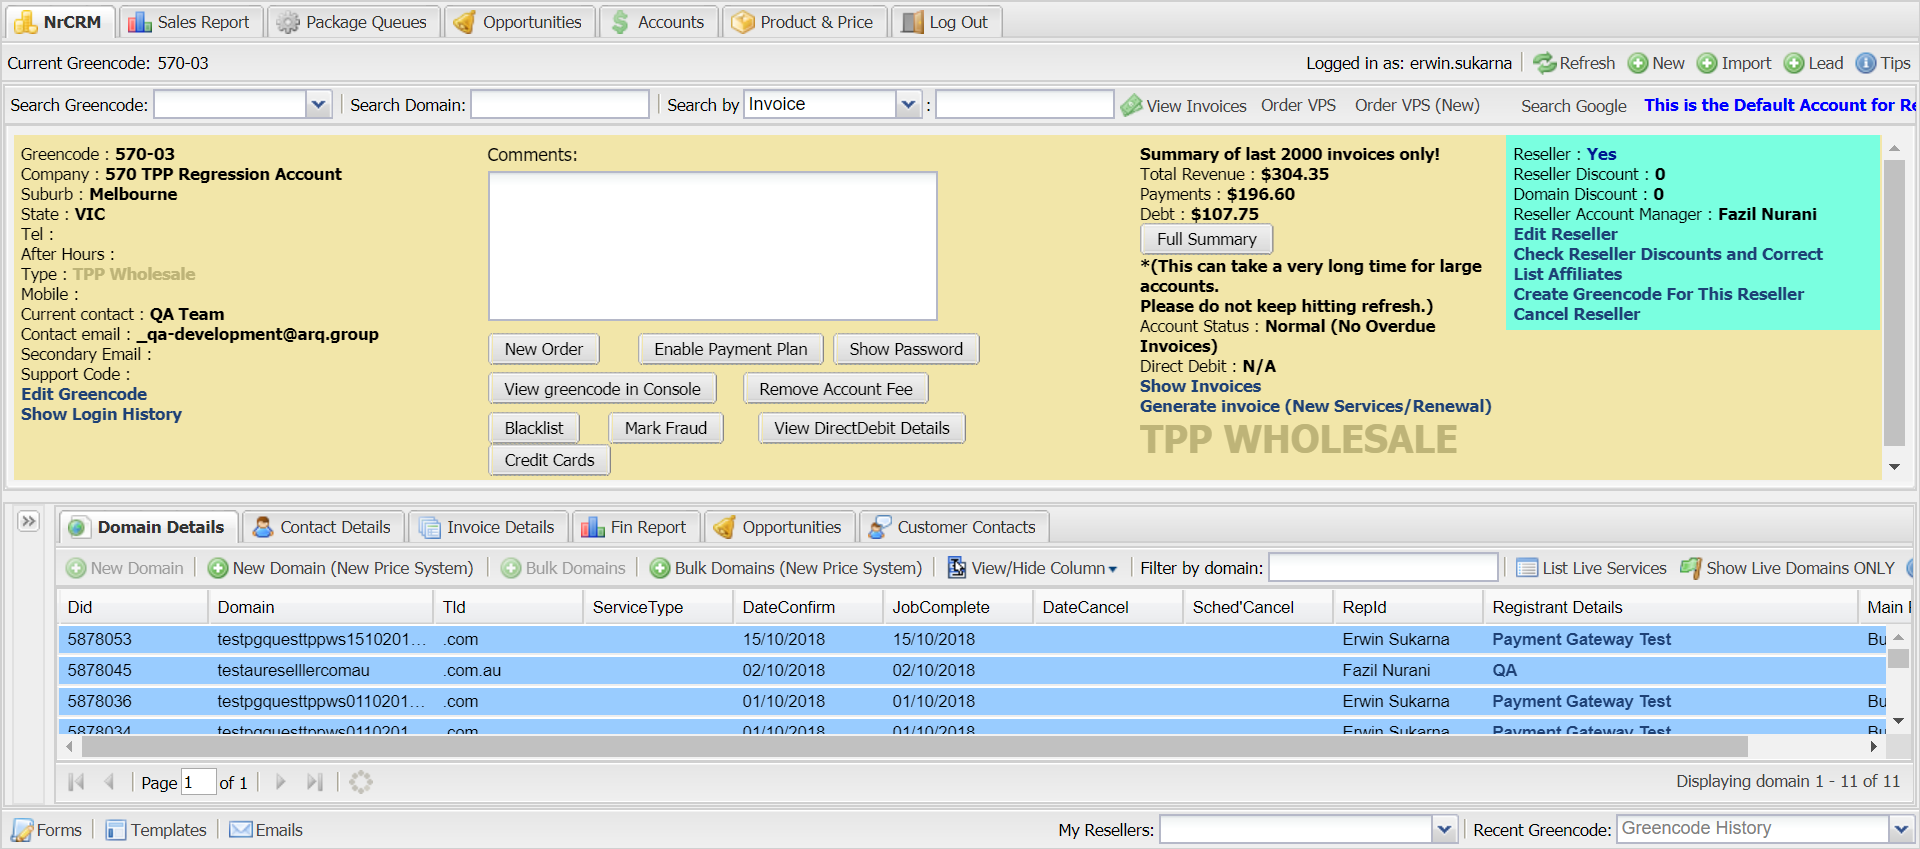 NrCRM Sales Report Package Queues Opportunities Accounts Product & Price Log Out
Current Greencode: 570-03 Logged in as: erwin.sukarna Refresh New Import Lead Tips
Search Greencode: Search Domain: Search by Invoice : View Invoices Order VPS Order VPS (New) Search Google This is the Default Account for Re
Greencode : 570-03
Company : 570 TPP Regression Account
Suburb : Melbourne
State : VIC
Tel :
After Hours :
Type : TPP Wholesale
Mobile :
Current contact : QA Team
Contact email : _qa-development@arq.group
Secondary Email :
Support Code :
Edit Greencode
Show Login History
Comments:
New Order Enable Payment Plan Show Password
View greencode in Console Remove Account Fee
Blacklist Mark Fraud View DirectDebit Details
Credit Cards
Summary of last 2000 invoices only!
Total Revenue : $304.35
Payments : $196.60
Debt : $107.75
Full Summary
*(This can take a very long time for large
accounts.
Please do not keep hitting refresh.)
Account Status : Normal (No Overdue
Invoices)
Direct Debit : N/A
Show Invoices
Generate invoice (New Services/Renewal)
TPP WHOLESALE
Reseller : Yes
Reseller Discount : 0
Domain Discount : 0
Reseller Account Manager : Fazil Nurani
Edit Reseller
Check Reseller Discounts and Correct
List Affiliates
Create Greencode For This Reseller
Cancel Reseller
Domain Details Contact Details Invoice Details Fin Report Opportunities Customer Contacts
New Domain New Domain (New Price System) Bulk Domains Bulk Domains (New Price System) View/Hide Column Filter by domain: List Live Services Show Live Domains ONLY
Did Domain Tld ServiceType DateConfirm JobComplete DateCancel Sched'Cancel RepId Registrant Details Main
5878053 testpgquesttppws1510201... .com 15/10/2018 15/10/2018 Erwin Sukarna Payment Gateway Test Bu
5878045 testaureselllercomau .com.au 02/10/2018 02/10/2018 Fazil Nurani QA
5878036 testpgquesttppws0110201... .com 01/10/2018 01/10/2018 Erwin Sukarna Payment Gateway Test Bu
5878034 testpgquesttppws0110201... .com 01/10/2018 01/10/2018 Erwin Sukarna Payment Gateway Test Bu
Page 1 of 1 Displaying domain 1 - 11 of 11
Forms Templates Emails My Resellers: Recent Greencode: Greencode History